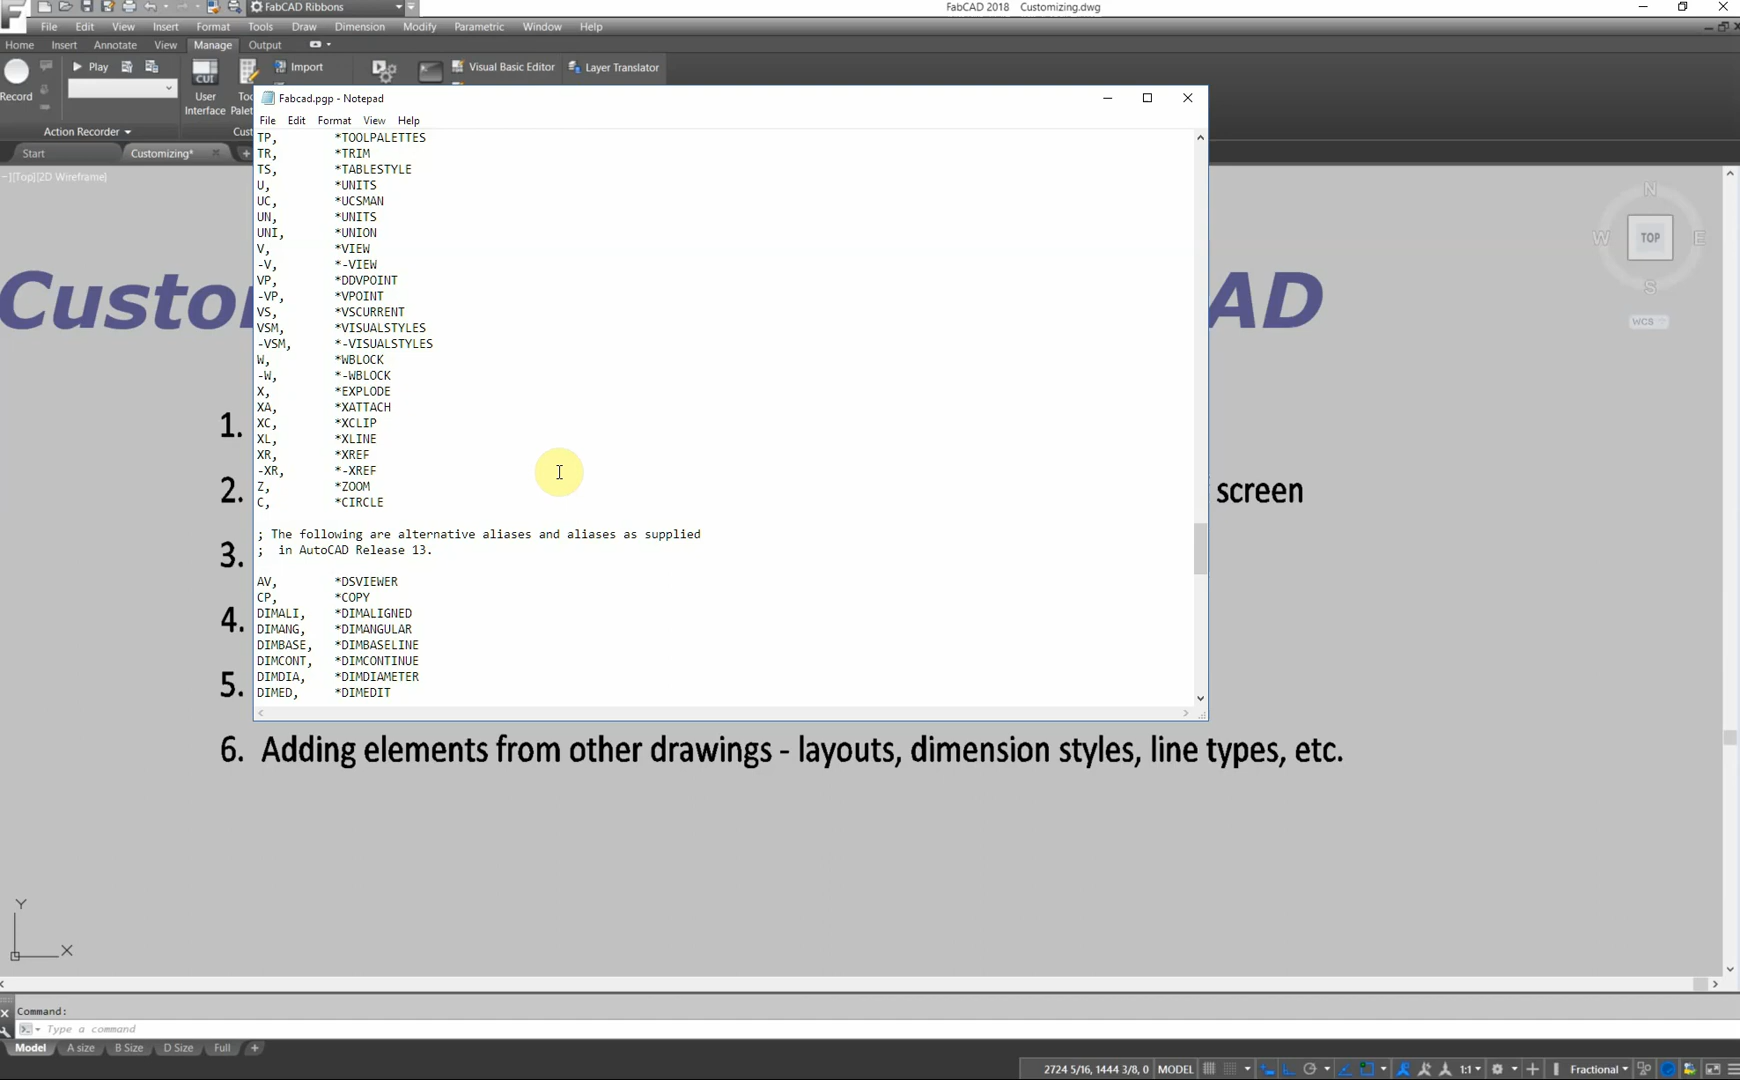 FabCAD Ribbons
FabCAD 2018 Customizing.dwg
File Edit View Insert Format Tools Draw Dimension Modify Parametric Window Help
Home Insert Annotate View Manage Output
Play
Import
Visual Basic Editor
Layer Translator
Record
CUI
User
Interface
Palet
Action Recorder
Start
Customizing*
[Top][2D Wireframe]
Fabcad.pgp - Notepad
File Edit Format View Help
TP, *TOOLPALETTES
TR, *TRIM
TS, *TABLESTYLE
U, *UNITS
UC, *UCSMAN
UN, *UNITS
UNI, *UNION
V, *VIEW
-V, *-VIEW
VP, *DDVPOINT
-VP, *VPOINT
VS, *VSCURRENT
VSM, *VISUALSTYLES
-VSM, *-VISUALSTYLES
W, *WBLOCK
-W, *-WBLOCK
X, *EXPLODE
XA, *XATTACH
XC, *XCLIP
XL, *XLINE
XR, *XREF
-XR, *-XREF
Z, *ZOOM
C, *CIRCLE
; The following are alternative aliases and aliases as supplied
; in AutoCAD Release 13.
AV, *DSVIEWER
CP, *COPY
DIMALI, *DIMALIGNED
DIMANG, *DIMANGULAR
DIMBASE, *DIMBASELINE
DIMCONT, *DIMCONTINUE
DIMDIA, *DIMDIAMETER
DIMED, *DIMEDIT
Custo AD
1.
2. screen
3.
4.
5.
6. Adding elements from other drawings - layouts, dimension styles, line types, etc.
N
W TOP E
S
WCS
Y
X
Command:
Type a command
Model A size B Size D Size Full +
2724 5/16, 1444 3/8, 0 MODEL 1:1 Fractional